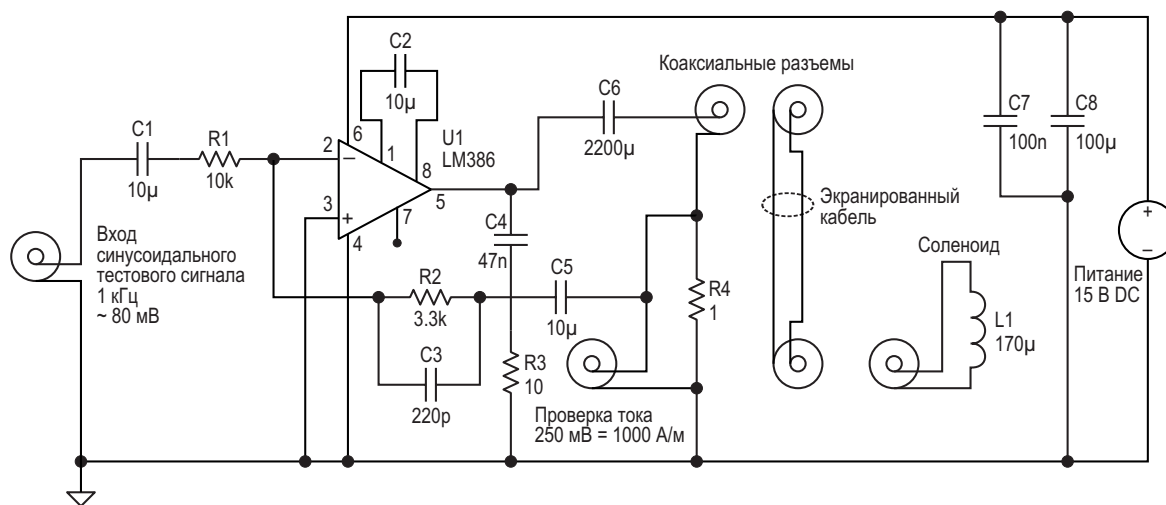 C2
10µ
C1
10µ
R1
10k
2
3
6
1
8
5
7
4
U1
LM386
C6
2200µ
Коаксиальные разъемы
C7
100n
C8
100µ
Вход
синусоидального
тестового сигнала
1 кГц
~ 80 мВ
C4
47n
R2
3.3k
C3
220p
C5
10µ
R3
10
R4
1
Проверка тока
250 мВ = 1000 А/м
Экранированный
кабель
Соленоид
L1
170µ
+
−
Питание
15 В DC